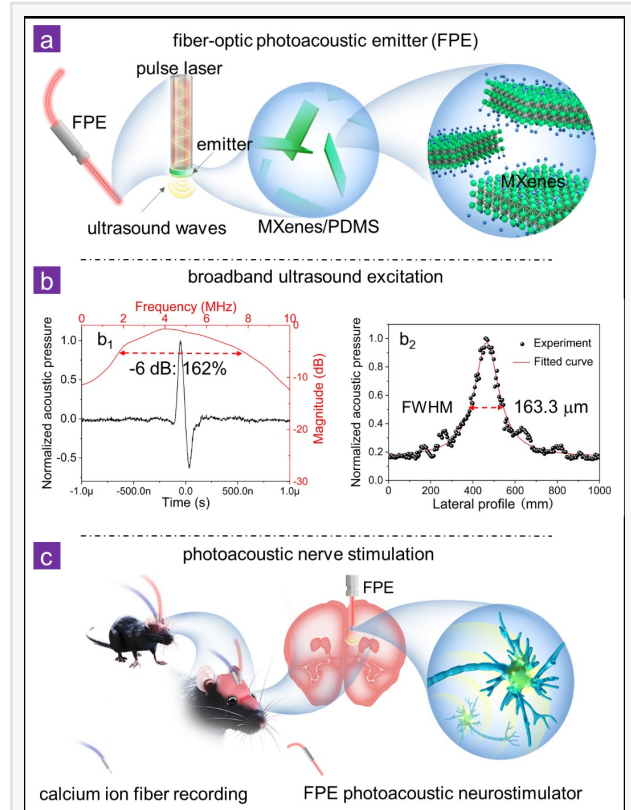 a
fiber-optic photoacoustic emitter (FPE)
pulse laser
FPE
emitter
ultrasound waves
MXenes/PDMS
MXenes
b
broadband ultrasound excitation
Frequency (MHz)
0 2 4 6 8 10
b1
-6 dB: 162%
Normalized acoustic pressure
1.0
0.5
0.0
-0.5
0
-5
-10
-15
-20
-30
Magnitude (dB)
-1.0μ -500.0n 0.0 500.0n 1.0μ
Time (s)
b2
Experiment
Fitted curve
FWHM
163.3 μm
Normalized acoustic pressure
1.0
0.8
0.6
0.4
0.2
0.0
0 200 400 600 800 1000
Lateral profile (mm)
c
photoacoustic nerve stimulation
FPE
calcium ion fiber recording
FPE photoacoustic neurostimulator